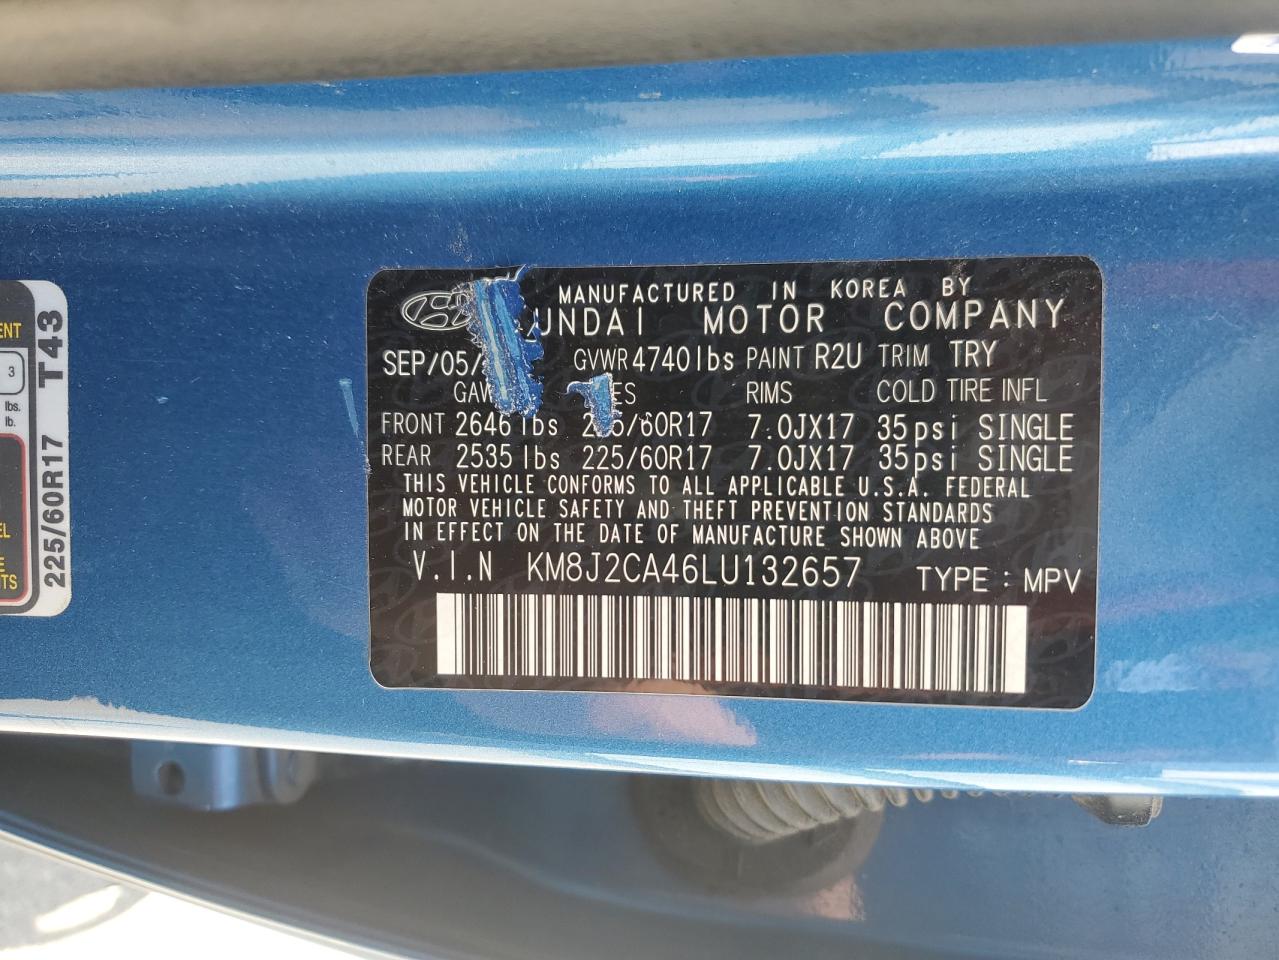 MANUFACTURED IN KOREA BY
UNDAI MOTOR COMPANY
SEP/05/ GVWR 4740lbs PAINT R2U TRIM TRY
RIMS COLD TIRE INFL
FRONT 2646 lbs 7.0JX17 35psi SINGLE
REAR 2535 lbs 225/60R17 7.0JX17 35psi SINGLE
THIS VEHICLE CONFORMS TO ALL APPLICABLE U.S.A. FEDERAL
MOTOR VEHICLE SAFETY AND THEFT PREVENTION STANDARDS
IN EFFECT ON THE DATE OF MANUFACTURE SHOWN ABOVE
V.I.N KM8J2CA46LU132657 TYPE : MPV
225/60R17 T43
3
lbs.
lb.